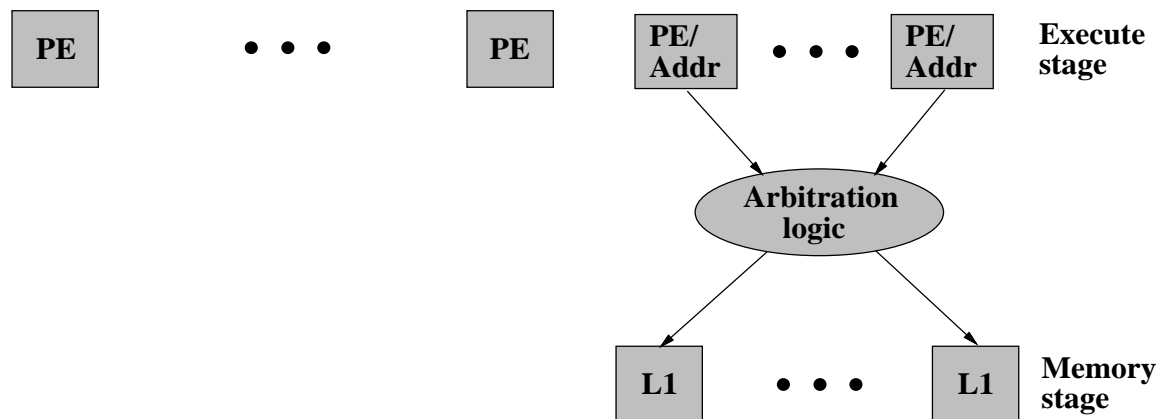 PE
PE
PE/
Addr
PE/
Addr
Execute
stage
Arbitration
logic
L1
L1
Memory
stage